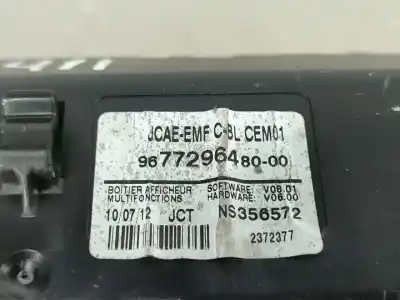 JCAE-EMF C-BL CEM01
9677296480-00
BOITIER AFFICHEUR SOFTWARE: V08.01
MULTIFONCTIONS HARDWARE: V06.00
10/07/12 JCT NS356572
2372377